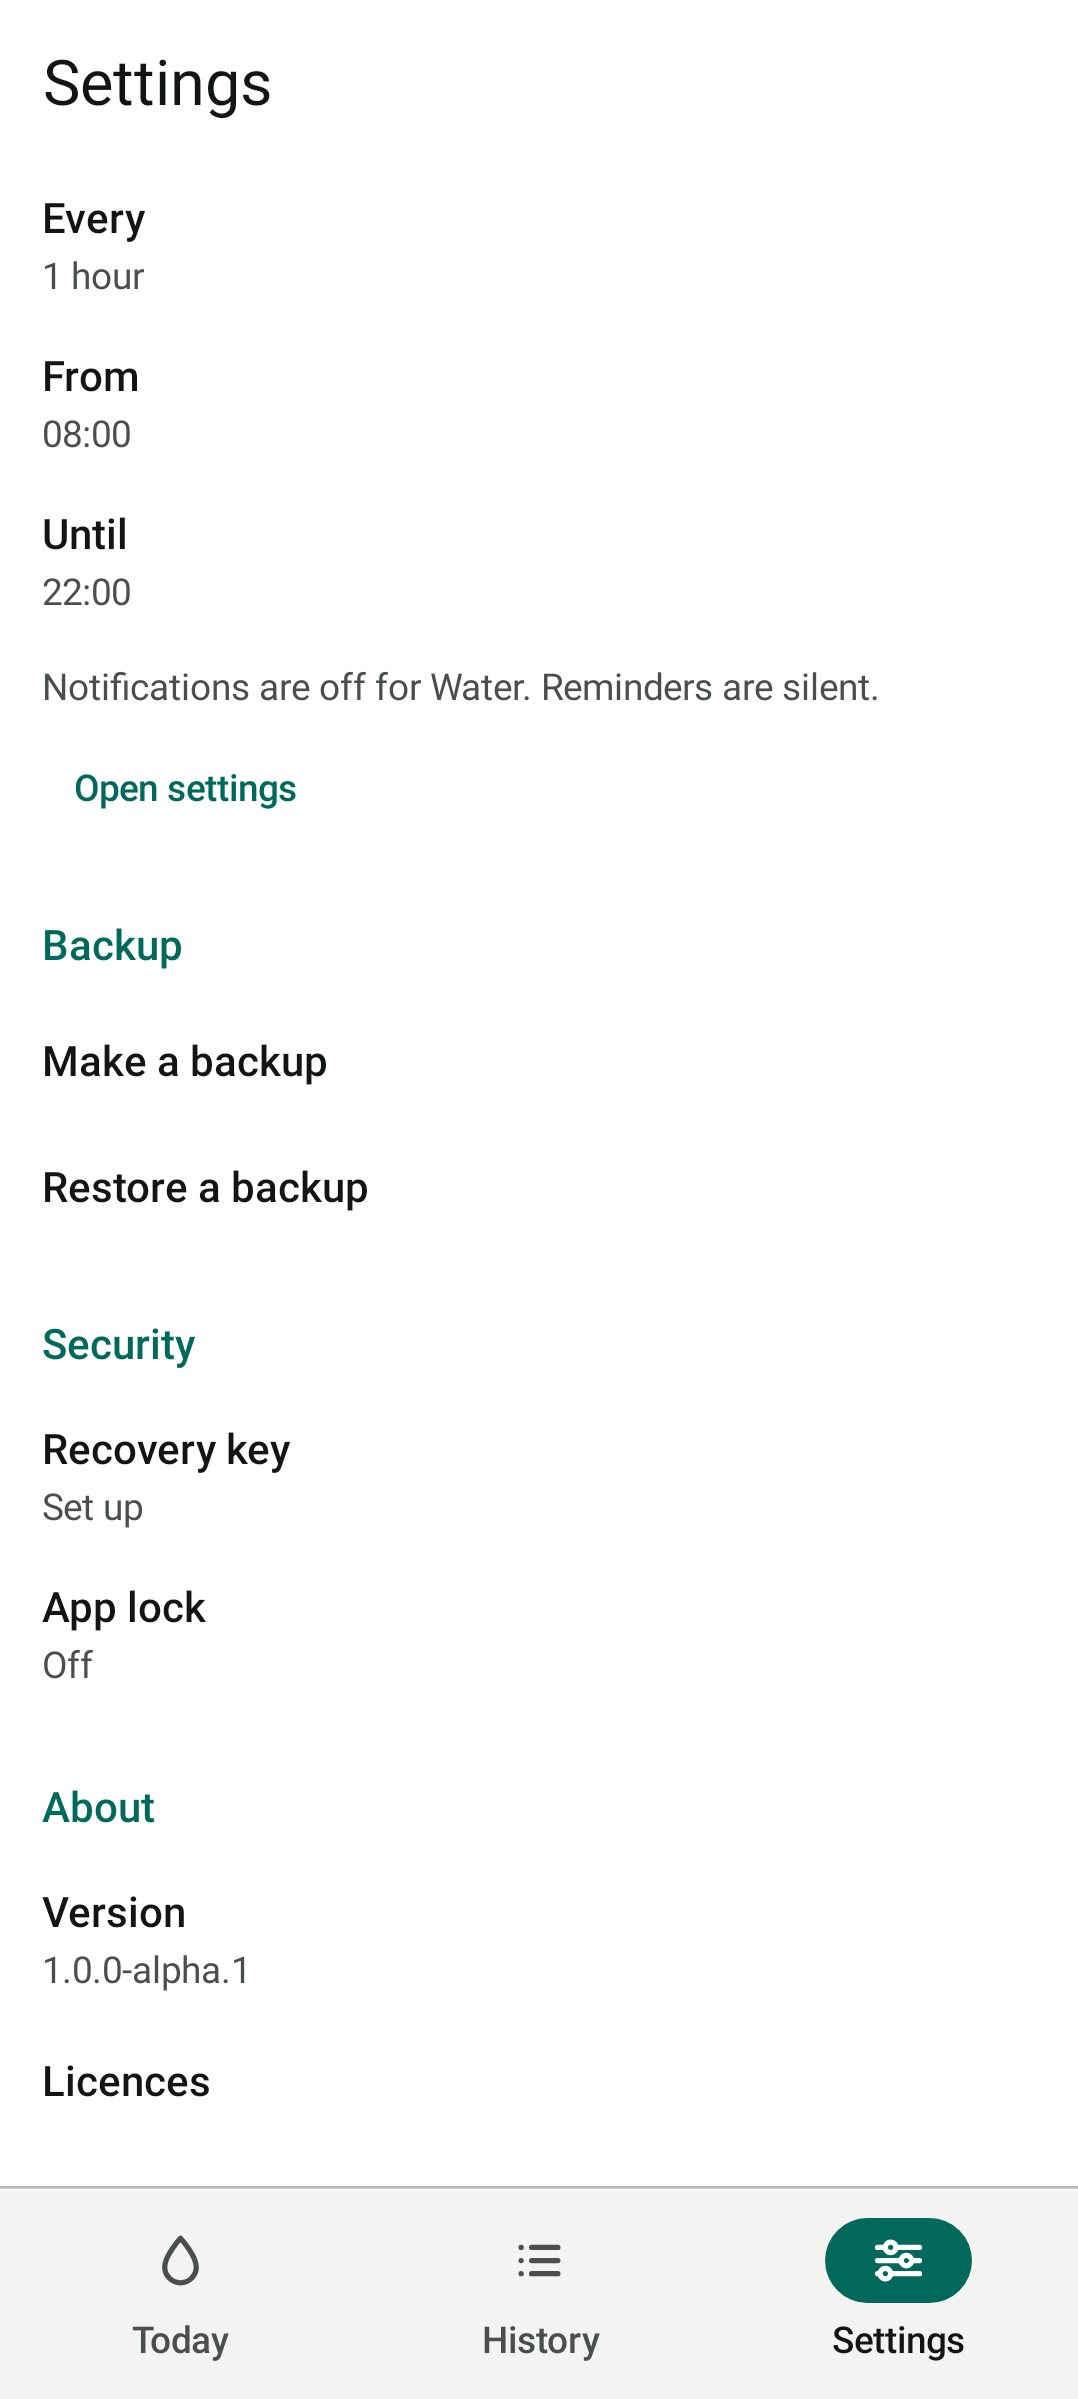 Settings
Every
1 hour
From
08:00
Until
22:00
Notifications are off for Water. Reminders are silent.
Open settings
Backup
Make a backup
Restore a backup
Security
Recovery key
Set up
App lock
Off
About
Version
1.0.0-alpha.1
Licences
Today
History
Settings